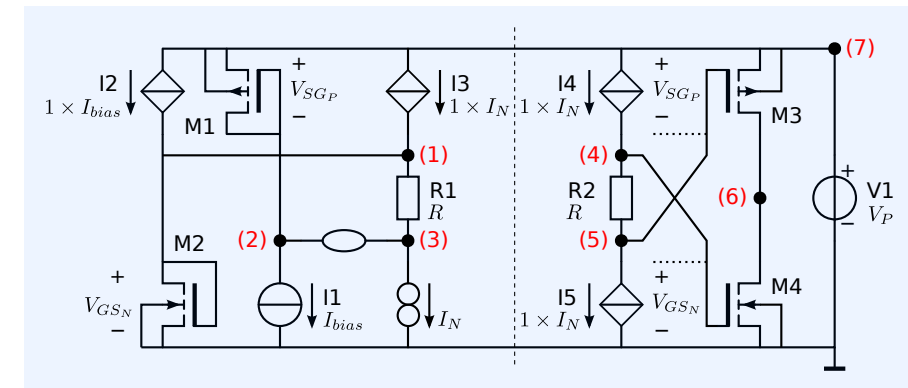 (7)
I2
+
I3
I4
+
1 × I_bias
V_SG_P
1 × I_N
1 × I_N
V_SG_P
M1
−
−
M3
(1)
(4)
R1
R2
(6)
+
V1
R
R
−
V_P
M2
(2)
(3)
(5)
+
+
M4
V_GS_N
I1
I_bias
I_N
I5
1 × I_N
V_GS_N
−
−